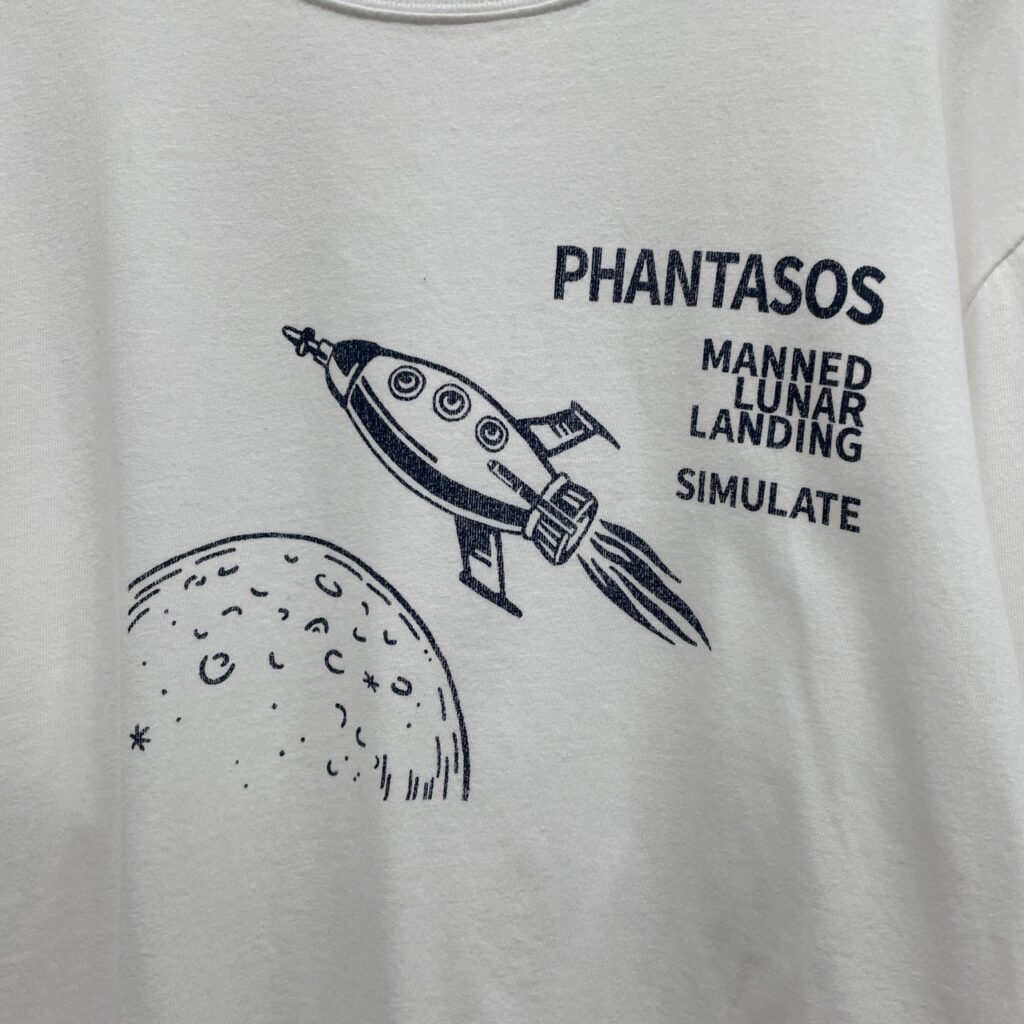 PHANTASOS
MANNED
LUNAR
LANDING
SIMULATE